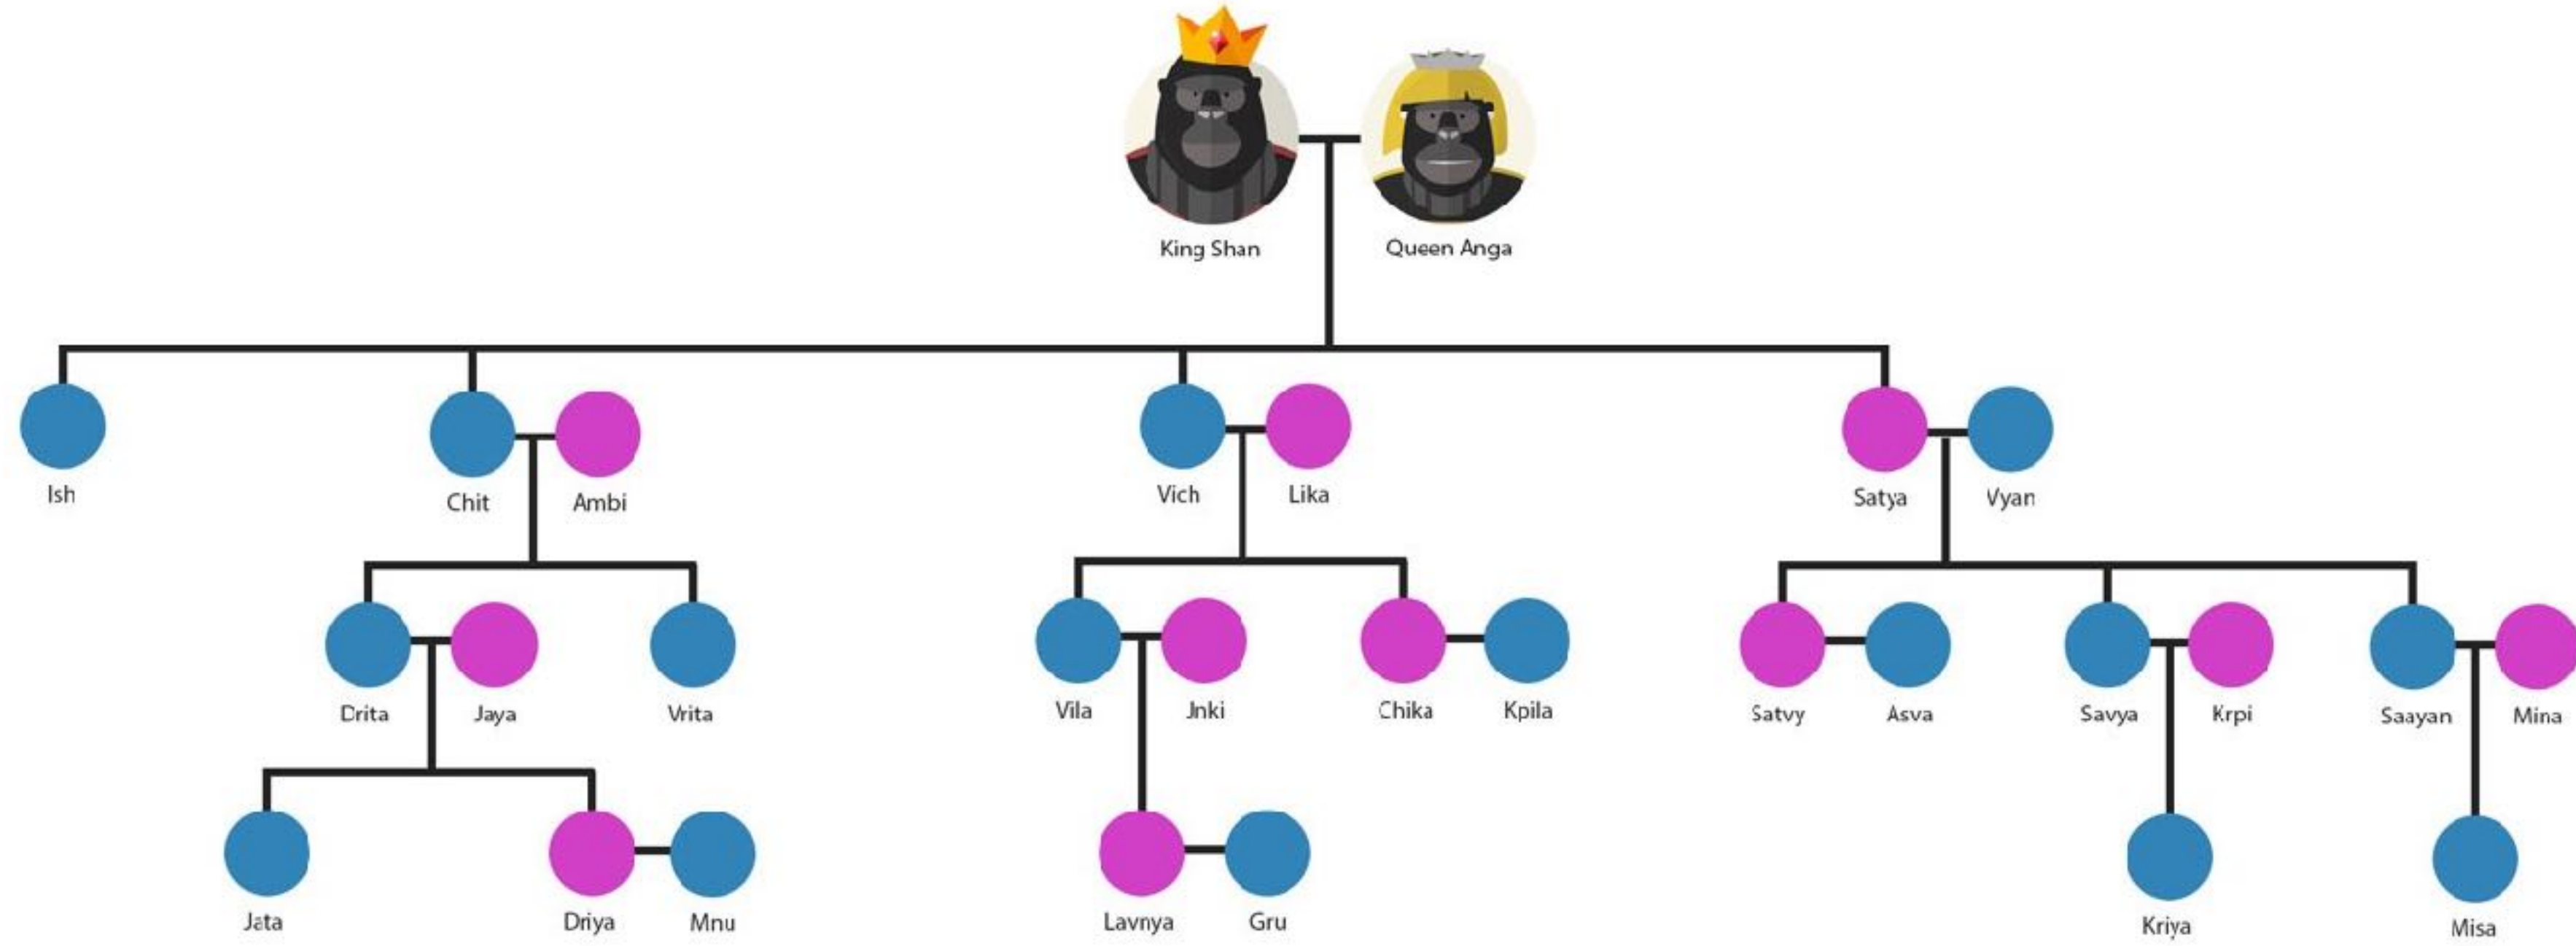 King Shan
Queen Anga
Ish
Chit
Ambi
Vich
Lika
Satya
Vyan
Drita
Jaya
Vrita
Vila
Jnki
Chika
Kpila
Satvy
Asva
Savya
Krpi
Saayan
Mina
Jata
Driya
Mnu
Lavnya
Gru
Kriya
Misa